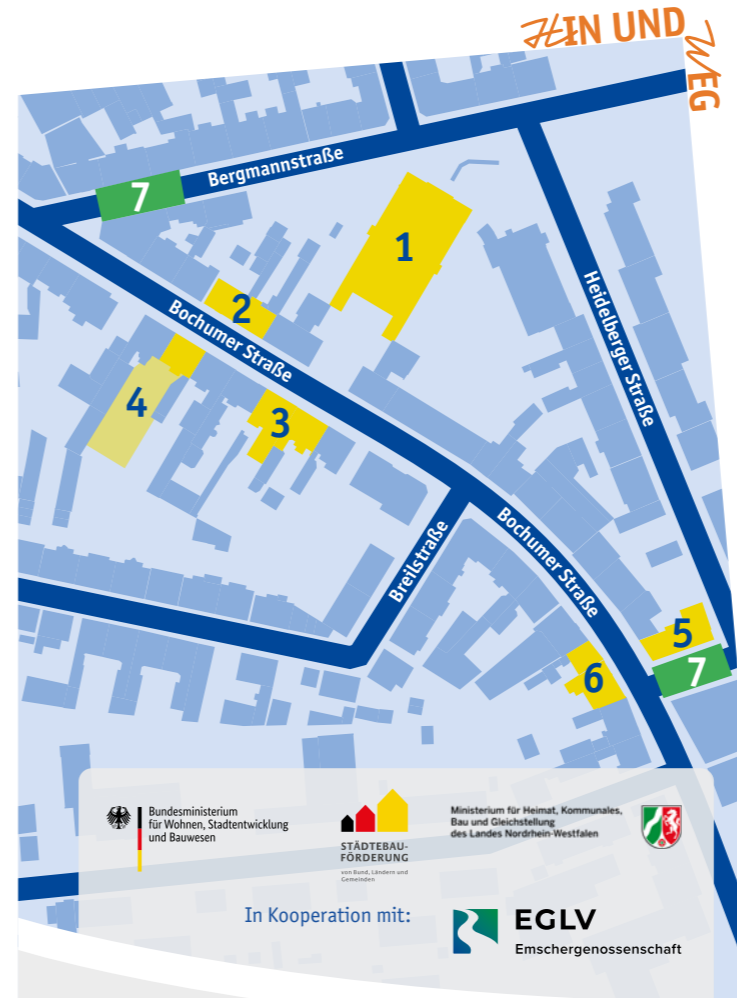 HIN UND
WEG
Bergmannstraße
7
1
2
Bochumer Straße
Heidelberger Straße
4
3
Bochumer Straße
Breilstraße
5
6
7
Bundesministerium
für Wohnen, Stadtentwicklung
und Bauwesen
STÄDTEBAU-
FÖRDERUNG
von Bund, Ländern und
Gemeinden
Ministerium für Heimat, Kommunales,
Bau und Gleichstellung
des Landes Nordrhein-Westfalen
In Kooperation mit:
EGLV
Emschergenossenschaft